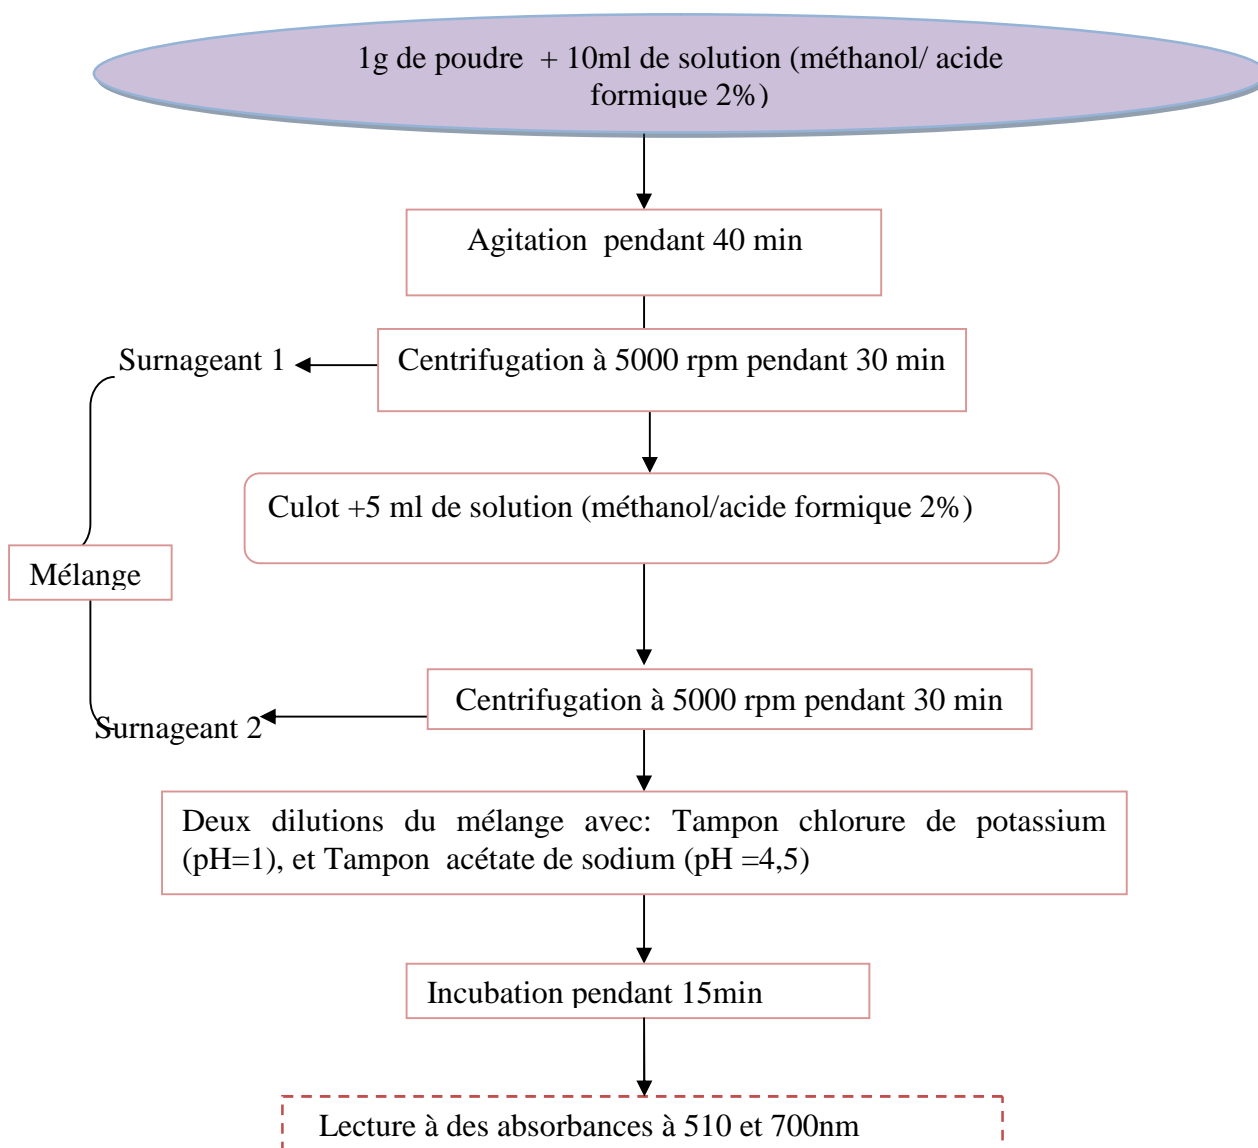 1g de poudre + 10ml de solution (méthanol/ acide
formique 2%)
Agitation pendant 40 min
Surnageant 1
Centrifugation à 5000 rpm pendant 30 min
Culot +5 ml de solution (méthanol/acide formique 2%)
Mélange
Centrifugation à 5000 rpm pendant 30 min
Surnageant 2
Deux dilutions du mélange avec: Tampon chlorure de potassium
(pH=1), et Tampon acétate de sodium (pH =4,5)
Incubation pendant 15min
Lecture à des absorbances à 510 et 700nm